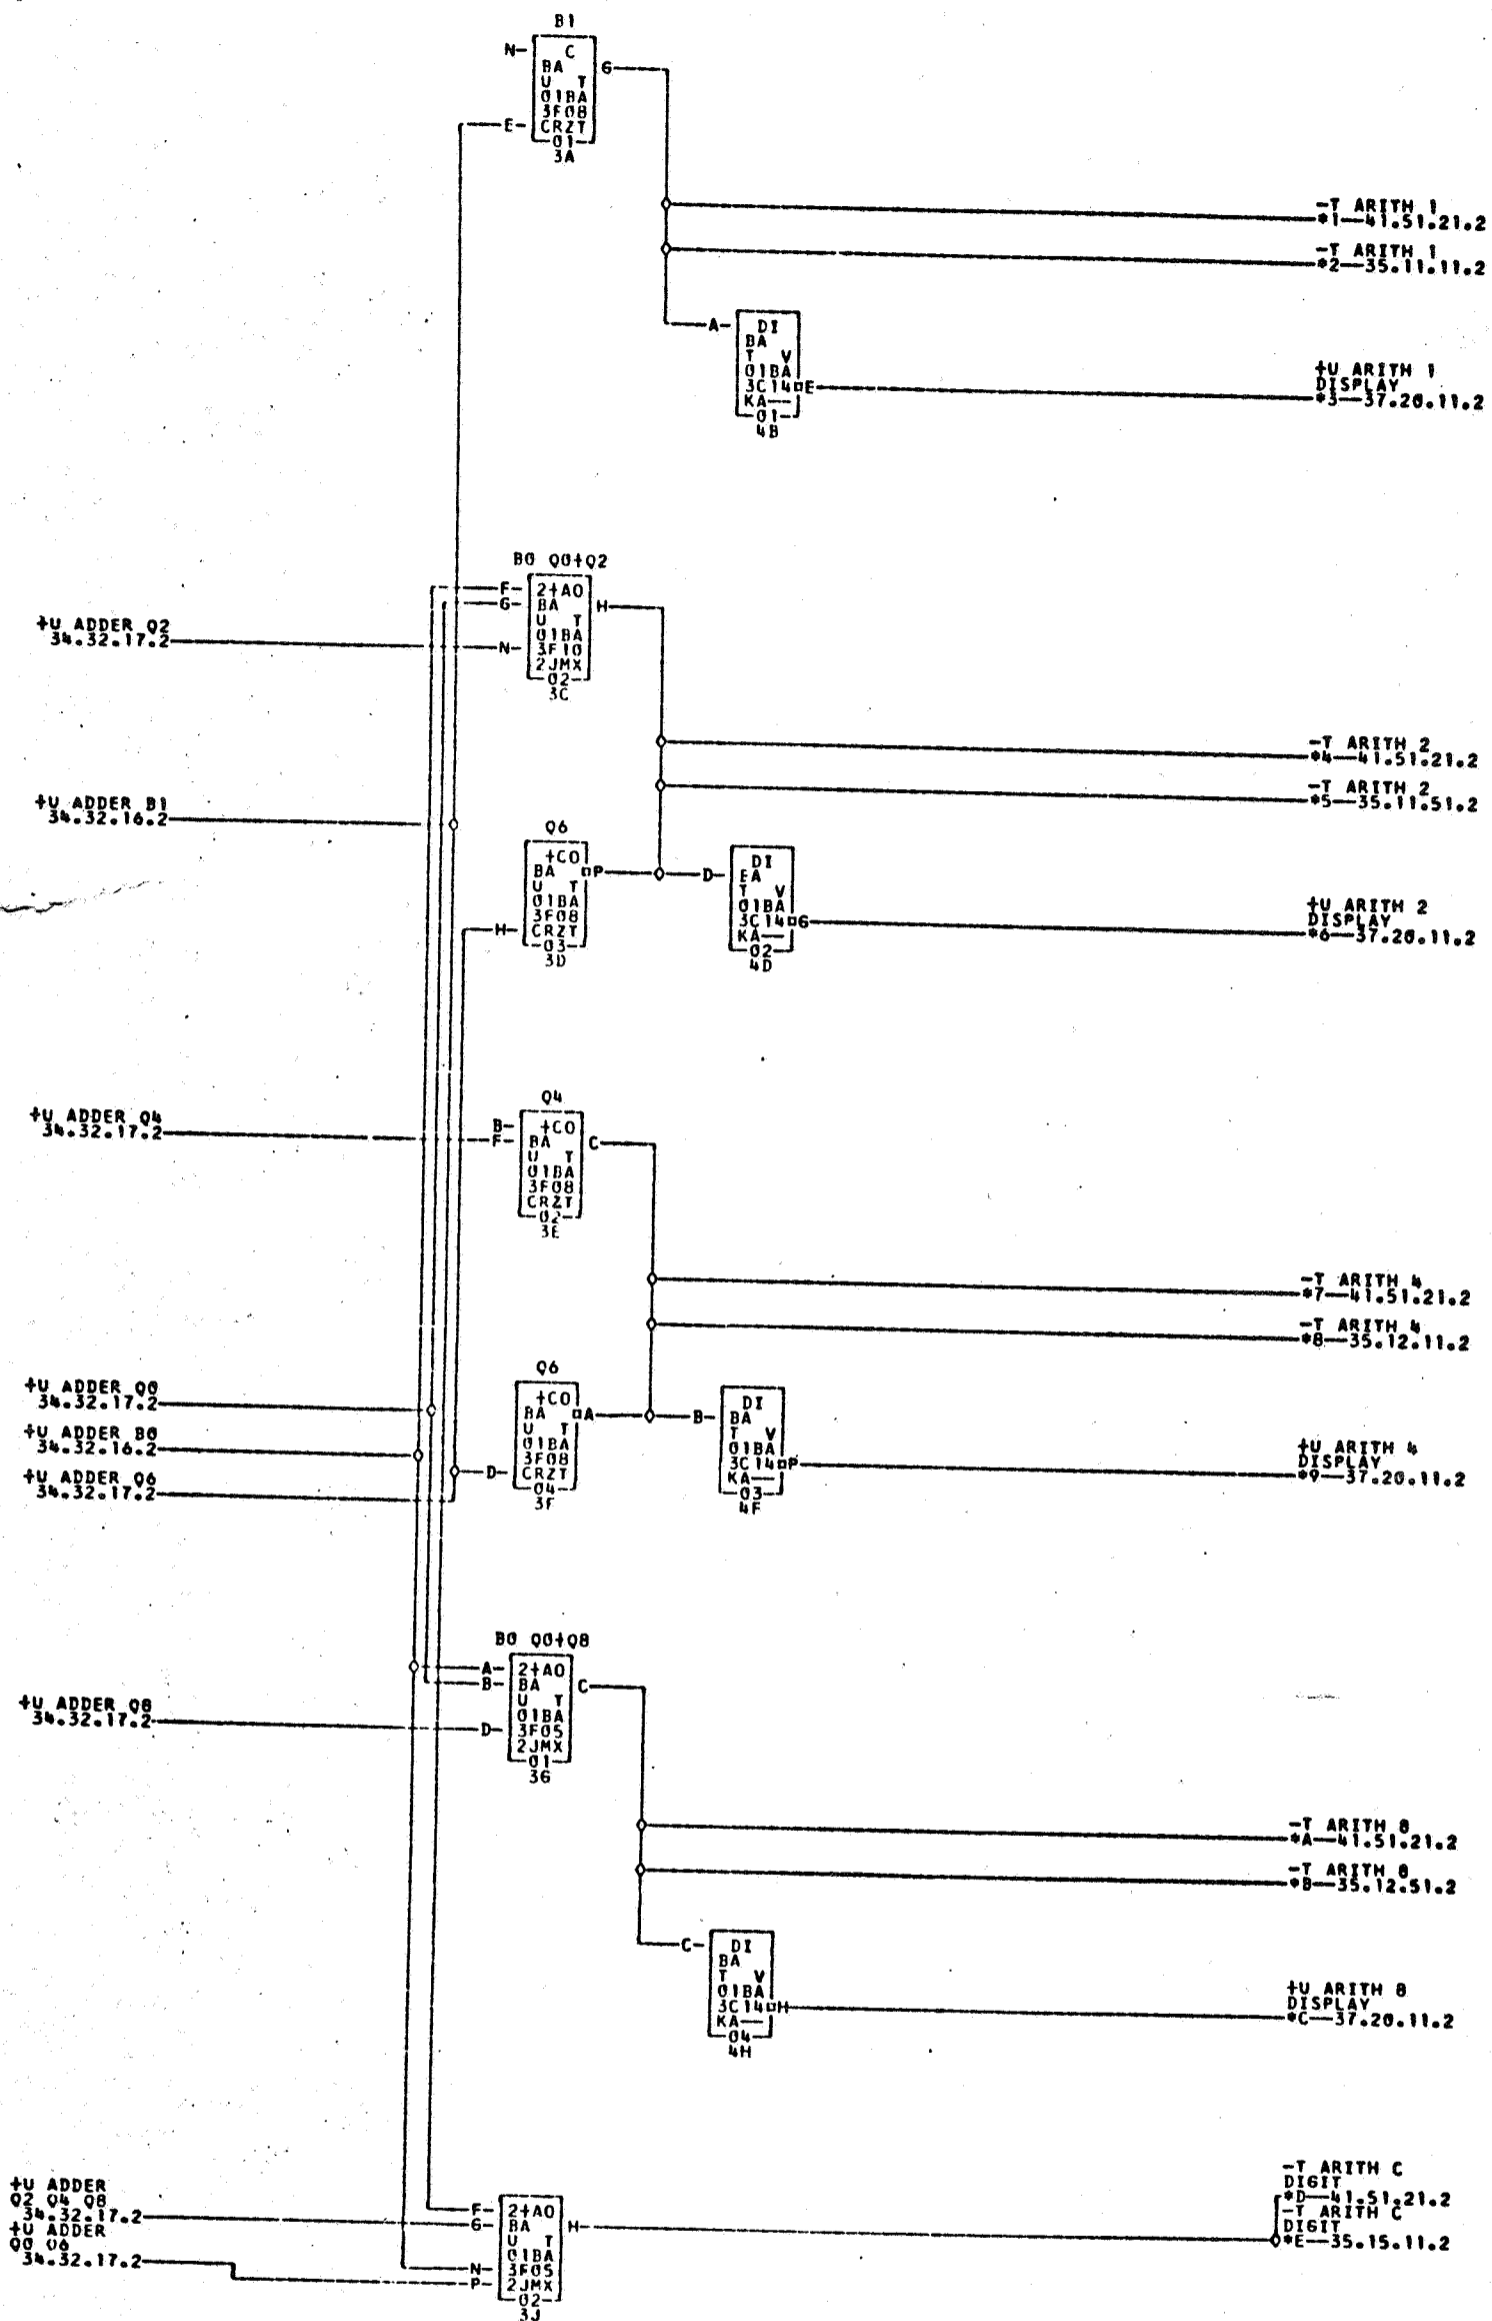 B1
N- C
BA G
U T
01BA
3F08
E- CRZT
01
3A
-T ARITH 1
*1—41.51.21.2
-T ARITH 1
*2—35.11.11.2
A- DI
BA
T V
01BA
3C14 E
KA—
01
4B
+U ARITH 1
DISPLAY
*3—37.20.11.2
B0 Q0+Q2
F- 2+AO
G- BA H
U T
01BA
N- 3F10
2JMX
02
3C
+U ADDER Q2
34.32.17.2
-T ARITH 2
*4—41.51.21.2
-T ARITH 2
*5—35.11.51.2
+U ADDER B1
34.32.16.2
Q6
+CO
BA P
U T
01BA
3F08
H- CRZT
03
3D
D- DI
EA
T V
01BA
3C14 G
KA—
02
4D
+U ARITH 2
DISPLAY
*6—37.20.11.2
+U ADDER Q4
34.32.17.2
Q4
B- +CO
F- BA C
U T
01BA
3F08
CRZT
02
3E
-T ARITH 4
*7—41.51.21.2
-T ARITH 4
*8—35.12.11.2
+U ADDER Q0
34.32.17.2
+U ADDER B0
34.32.16.2
+U ADDER Q6
34.32.17.2
Q6
+CO
BA A
U T
01BA
3F08
D- CRZT
04
3F
B- DI
BA
T V
01BA
3C14 P
KA—
03
4F
+U ARITH 4
DISPLAY
*9—37.20.11.2
B0 Q0+Q8
A- 2+AO
B- BA C
U T
01BA
D- 3F05
2JMX
01
3G
+U ADDER Q8
34.32.17.2
-T ARITH 8
*A—41.51.21.2
-T ARITH 8
*B—35.12.51.2
C- DI
BA
T V
01BA
3C14 H
KA—
04
4H
+U ARITH 8
DISPLAY
*C—37.20.11.2
+U ADDER
Q2 Q4 Q8
34.32.17.2
+U ADDER
Q0 Q6
34.32.17.2
F- 2+AO
G- BA H
U T
01BA
N- 3F05
P- 2JMX
02
3J
-T ARITH C
DIGIT
*D—41.51.21.2
-T ARITH C
DIGIT
*E—35.15.11.2